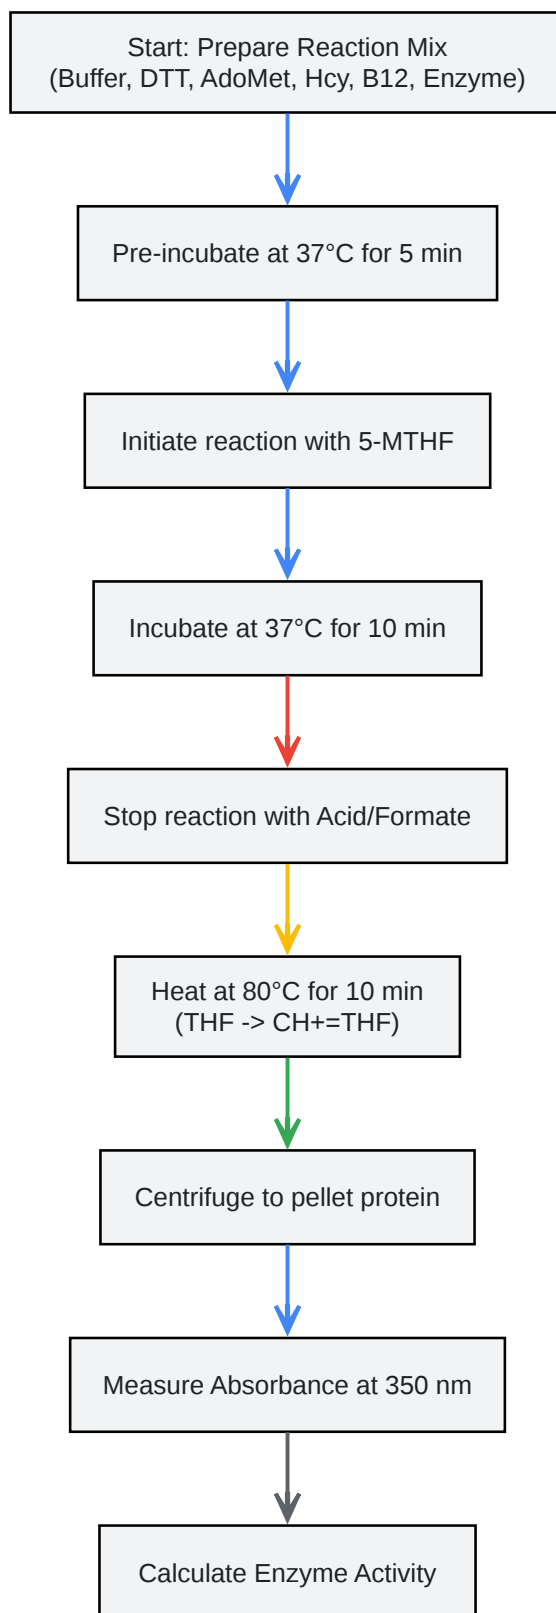 Start: Prepare Reaction Mix
(Buffer, DTT, AdoMet, Hcy, B12, Enzyme)
Pre-incubate at 37°C for 5 min
Initiate reaction with 5-MTHF
Incubate at 37°C for 10 min
Stop reaction with Acid/Formate
Heat at 80°C for 10 min
(THF -> CH+=THF)
Centrifuge to pellet protein
Measure Absorbance at 350 nm
Calculate Enzyme Activity